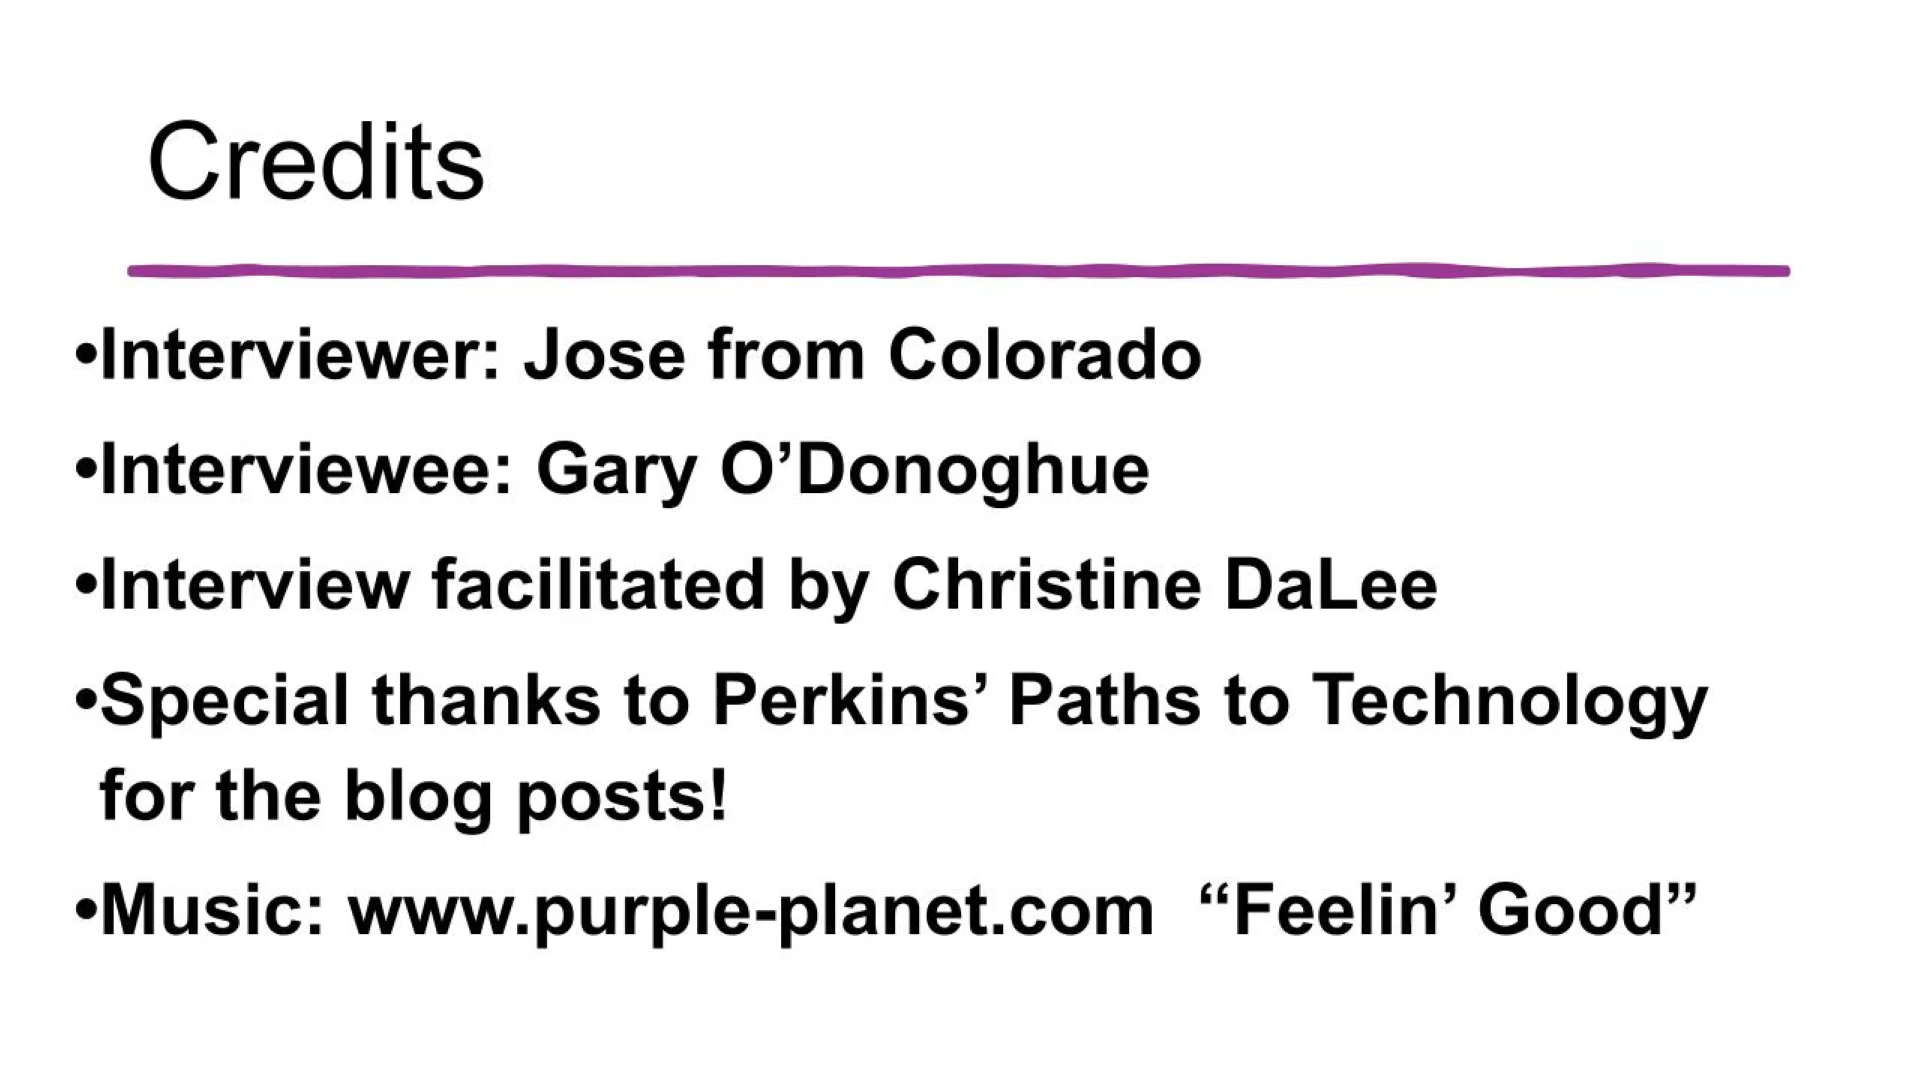 Credits
•Interviewer: Jose from Colorado
•Interviewee: Gary O’Donoghue
•Interview facilitated by Christine DaLee
•Special thanks to Perkins’ Paths to Technology
for the blog posts!
•Music: www.purple-planet.com  “Feelin’ Good”